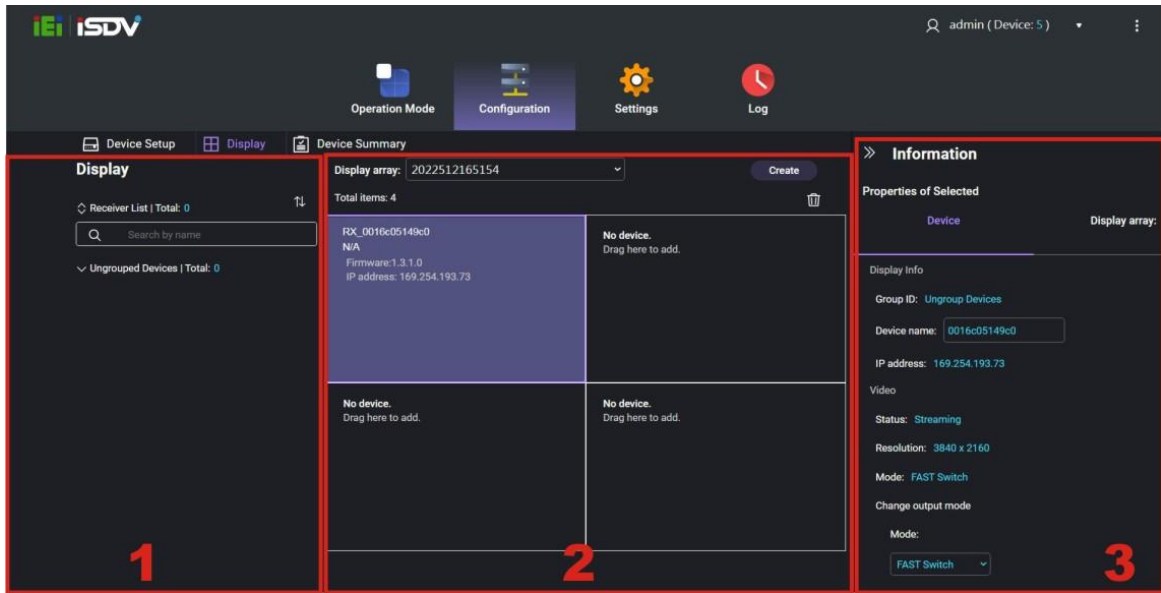 iEi iSDV
admin ( Device: 5 )
Operation Mode
Configuration
Settings
Log
Device Setup
Display
Device Summary
Display
Receiver List | Total: 0
Search by name
Ungrouped Devices | Total: 0
1
Display array: 2022512165154
Create
Total items: 4
RX_0016c05149c0
N/A
Firmware:1.3.1.0
IP address: 169.254.193.73
No device.
Drag here to add.
No device.
Drag here to add.
No device.
Drag here to add.
2
Information
Properties of Selected
Device
Display array:
Display Info
Group ID: Ungroup Devices
Device name: 0016c05149c0
IP address: 169.254.193.73
Video
Status: Streaming
Resolution: 3840 x 2160
Mode: FAST Switch
Change output mode
Mode:
FAST Switch
3